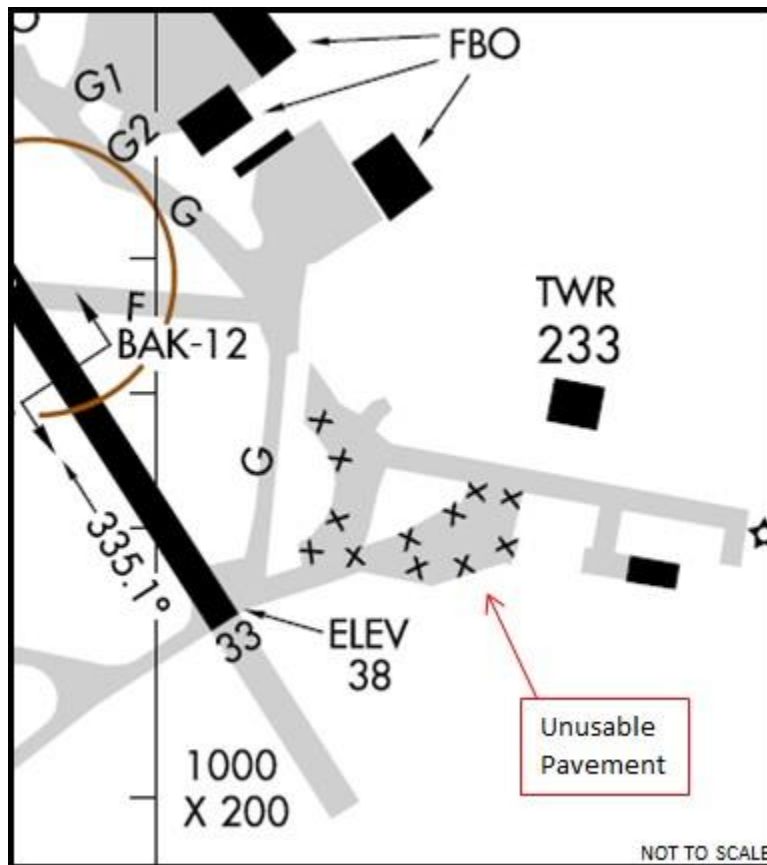 FBO
G1
G2
G
F
BAK-12
TWR
233
G
335.1°
33
ELEV
38
Unusable
Pavement
1000
X 200
NOT TO SCALE